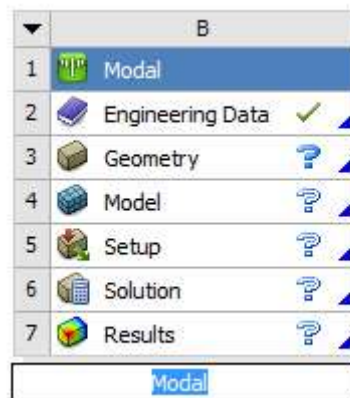 B
1 Modal
2 Engineering Data
3 Geometry
4 Model
5 Setup
6 Solution
7 Results
Modal